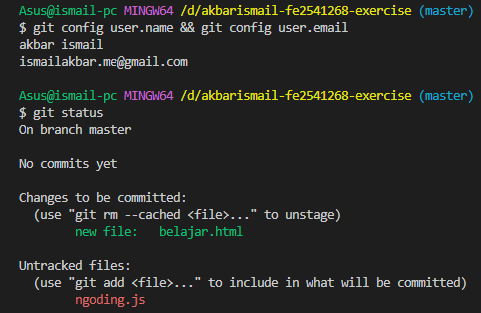 Asus@ismail-pc MINGW64 /d/akbarismail-fe2541268-exercise (master)
$ git config user.name && git config user.email
akbar ismail
ismailakbar.me@gmail.com

Asus@ismail-pc MINGW64 /d/akbarismail-fe2541268-exercise (master)
$ git status
On branch master

No commits yet

Changes to be committed:
  (use "git rm --cached <file>..." to unstage)
        new file:   belajar.html

Untracked files:
  (use "git add <file>..." to include in what will be committed)
        ngoding.js